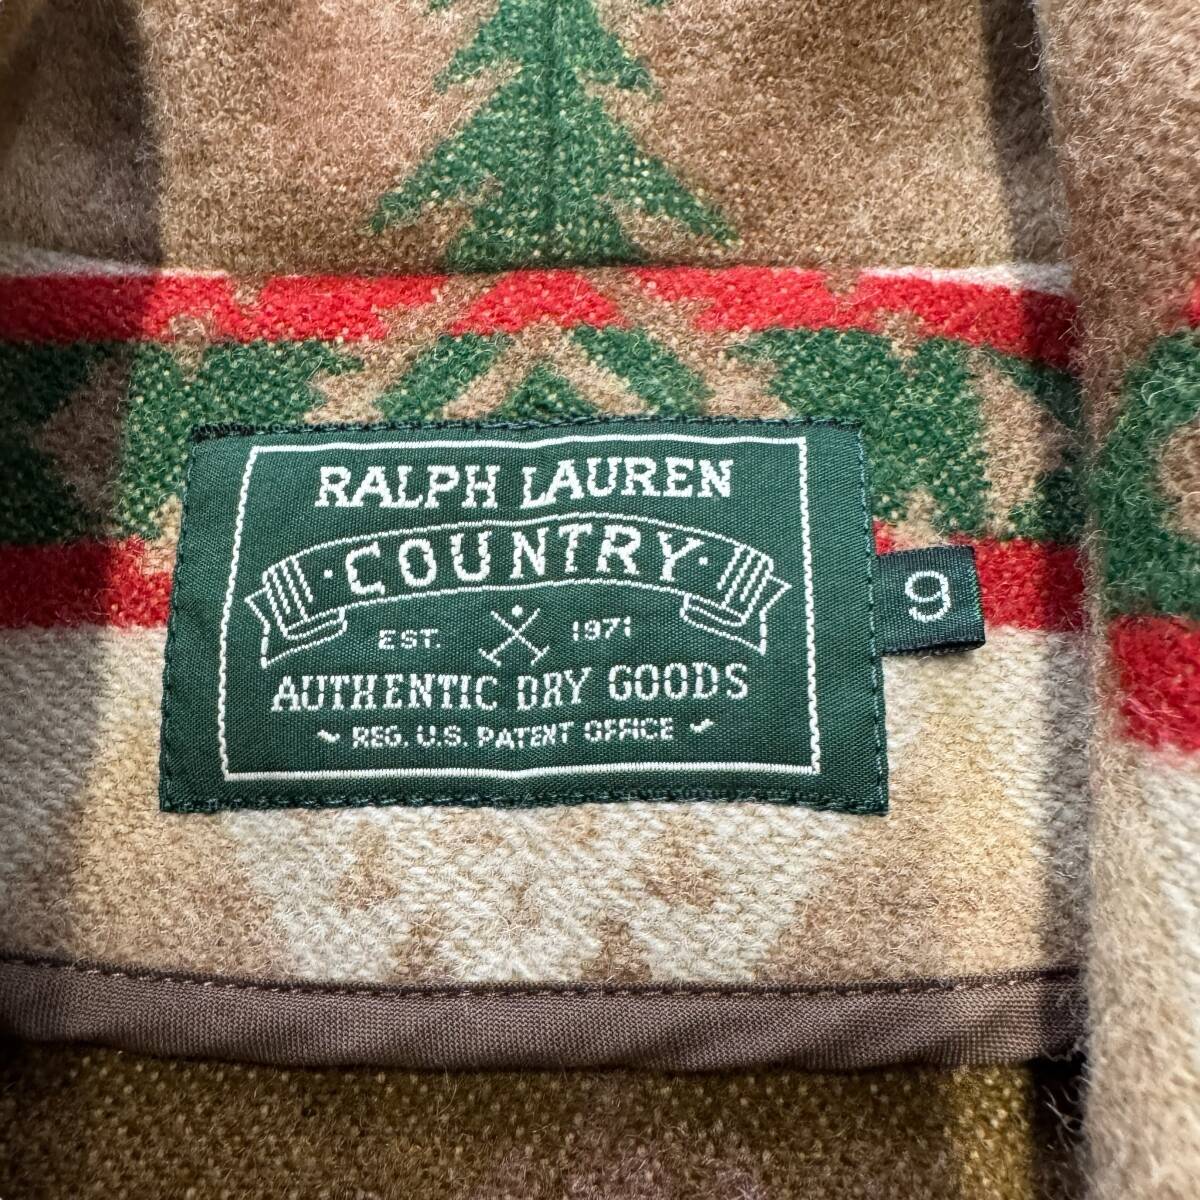 RALPH LAUREN
·COUNTRY·
EST. 1971
AUTHENTIC DRY GOODS
~ REG. U.S. PATENT OFFICE ~
9